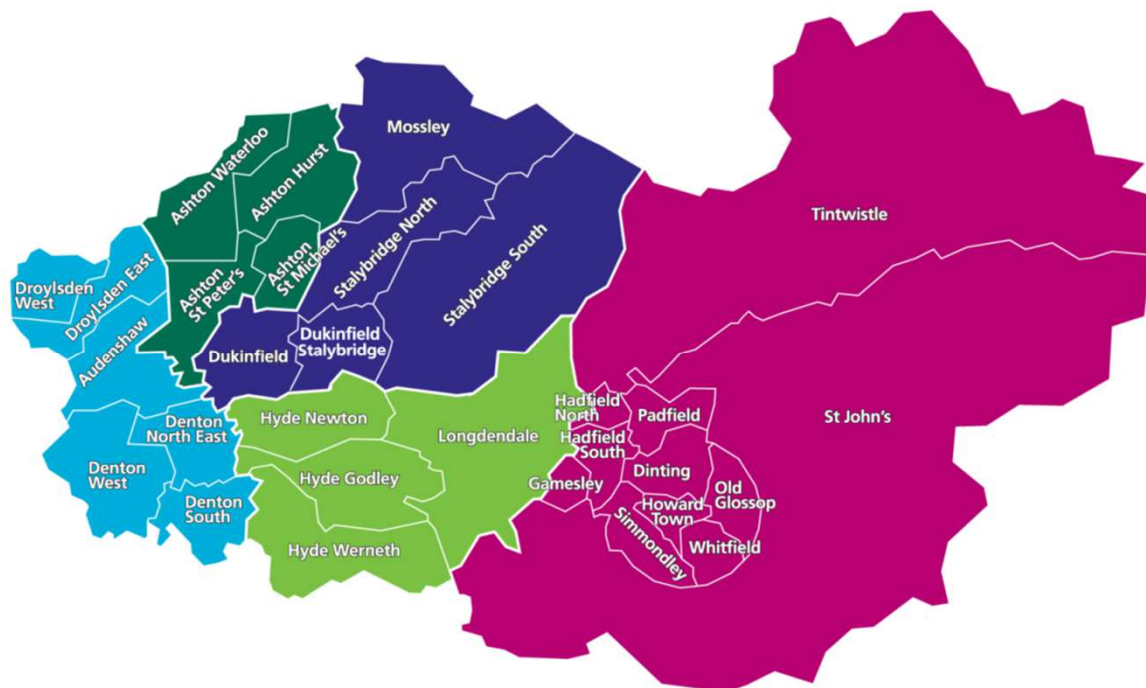 Mossley
Ashton Waterloo
Ashton Hurst
Tintwistle
Stalybridge North
Stalybridge South
Ashton
St Michael's
Ashton
St Peter's
Droylsden
West
Droylsden East
Audenshaw
Dukinfield
Dukinfield
Stalybridge
Hyde Newton
Longdendale
Hadfield
North
Padfield
St John's
Denton
North East
Hadfield
South
Denton
West
Hyde Godley
Gamesley
Dinting
Old
Glossop
Denton
South
Howard
Town
Simmondley
Whitfield
Hyde Werneth